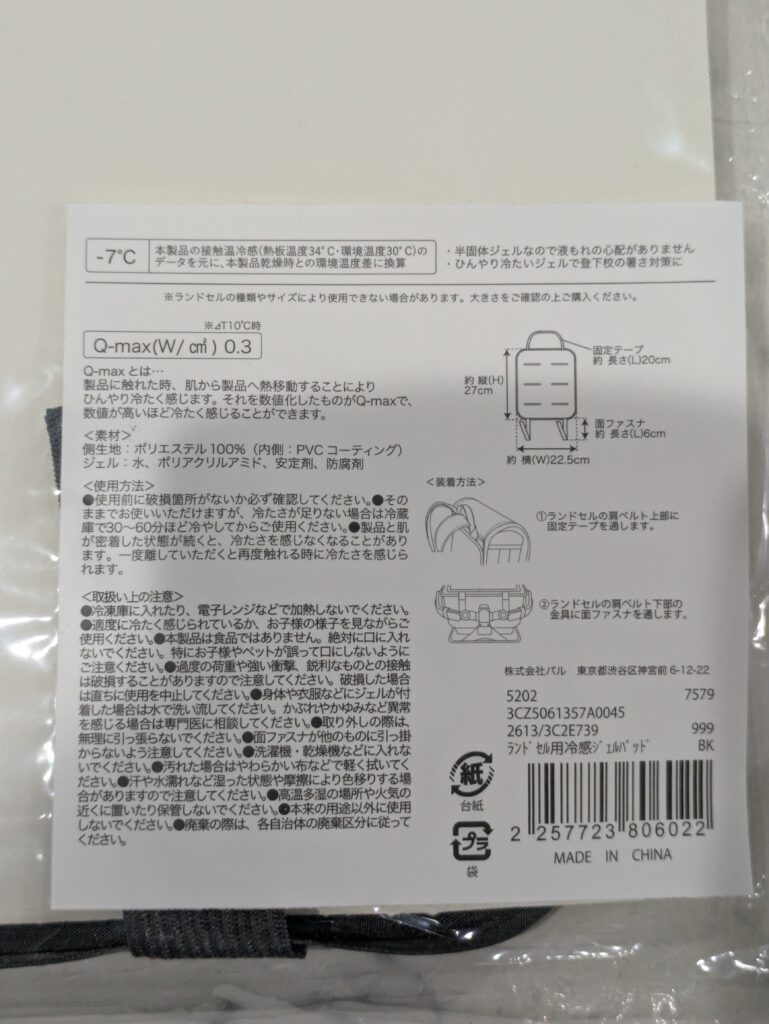 -7℃
本製品の接触温冷感(熱板温度34°C・環境温度30°C)の
データを元に、本製品乾燥時との環境温度差に換算
・半固体ジェルなので液もれの心配がありません
・ひんやり冷たいジェルで登下校の暑さ対策に
※ランドセルの種類やサイズにより使用できない場合があります。大きさをご確認の上ご購入ください。
※⊿T10℃時
Q-max(W/㎠) 0.3
Q-max とは…
製品に触れた時、肌から製品へ熱移動することにより
ひんやり冷たく感じます。それを数値化したものがQ-maxで、
数値が高いほど冷たく感じることができます。
＜素材＞
側生地：ポリエステル100%（内側：PVC コーティング）
ジェル：水、ポリアクリルアミド、安定剤、防腐剤
＜使用方法＞
●使用前に破損箇所がないか必ず確認してください。●その
ままでお使いいただけますが、冷たさが足りない場合は冷蔵
庫で30～60分ほど冷やしてからご使用ください。●製品と肌
が密着した状態が続くと、冷たさを感じなくなることがあり
ます。一度離していただくと再度触れる時に冷たさを感じら
れます。
＜取扱い上の注意＞
●冷凍庫に入れたり、電子レンジなどで加熱しないでください。
●適度に冷たく感じられているか、お子様の様子を見ながらご
使用ください。●本製品は食品ではありません。絶対に口に入れ
ないでください。特にお子様やペットが誤って口にしないように
ご注意ください。●過度の荷重や強い衝撃、鋭利なものとの接触
は破損することがありますので注意してください。破損した場合
は直ちに使用を中止してください。●身体や衣服などにジェルが付
着した場合は水で洗い流してください。かぶれやかゆみなど異常
を感じる場合は専門医に相談してください。●取り外しの際は、
無理に引っ張らないでください。●面ファスナが他のものに引っ掛
からないよう注意してください。●洗濯機・乾燥機などに入れな
いでください。●汚れた場合はやわらかい布などで軽く拭いてく
ださい。●汗や水濡れなど湿った状態や摩擦により色移りする場
合がありますので注意してください。●高温多湿の場所や火気の
近くに置いたり保管しないでください。●本来の用途以外に使用
しないでください。●廃棄の際は、各自治体の廃棄区分に従って
ください。
固定テープ
約 長さ(L)20cm
約 縦(H)
27cm
面ファスナ
約 長さ(L)6cm
約 横(W)22.5cm
＜装着方法＞
①ランドセルの肩ベルト上部に
固定テープを通します。
②ランドセルの肩ベルト下部の
金具に面ファスナを通します。
株式会社パル　東京都渋谷区神宮前 6-12-22
5202 7579
3CZ5061357A0045
2613/3C2E739 999
ﾗﾝﾄﾞｾﾙ用冷感ｼﾞｪﾙﾊﾟｯﾄﾞ BK
紙
台紙
プラ
袋
2 257723 806022
MADE IN CHINA